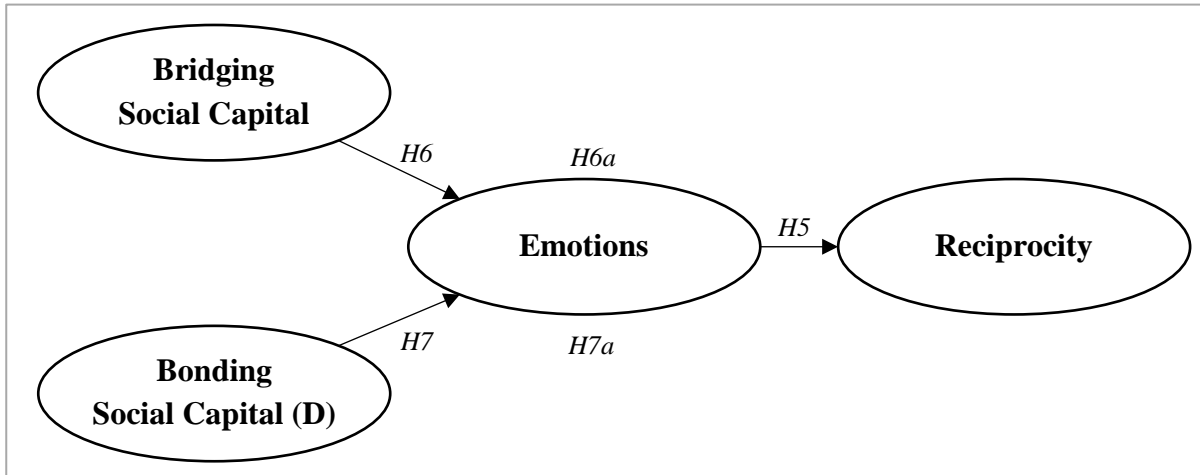 Bridging
Social Capital
H6
H6a
Emotions
H5
Reciprocity
H7
H7a
Bonding
Social Capital (D)